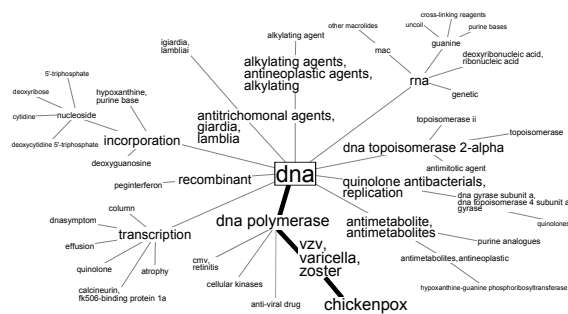 cross-linking reagents
other macrolides
uncoil
purine bases
alkylating agent
guanine
igiardia,
lambliai
mac
deoxyribonucleic acid,
ribonucleic acid
alkylating agents,
antineoplastic agents,
alkylating
rna
5'-triphosphate
deoxyribose
hypoxanthine,
purine base
genetic
nucleoside
cytidine
antitrichomonal agents,
giardia,
lamblia
topoisomerase ii
topoisomerase
incorporation
deoxycytidine 5'-triphosphate
dna topoisomerase 2-alpha
deoxyguanosine
antimitotic agent
dna
peginterferon
recombinant
quinolone antibacterials,
replication
dna gyrase subunit a,
dna topoisomerase 4 subunit a
gyrase
column
dnasymptom
dna polymerase
antimetabolite,
antimetabolites
quinolones
transcription
effusion
purine analogues
vzv,
varicella,
zoster
cmv,
retinitis
antimetabolites,antineoplastic
quinolone
atrophy
cellular kinases
calcineurin,
fk506-binding protein 1a
hypoxanthine-guanine phosphoribosyltransferase
anti-viral drug
chickenpox